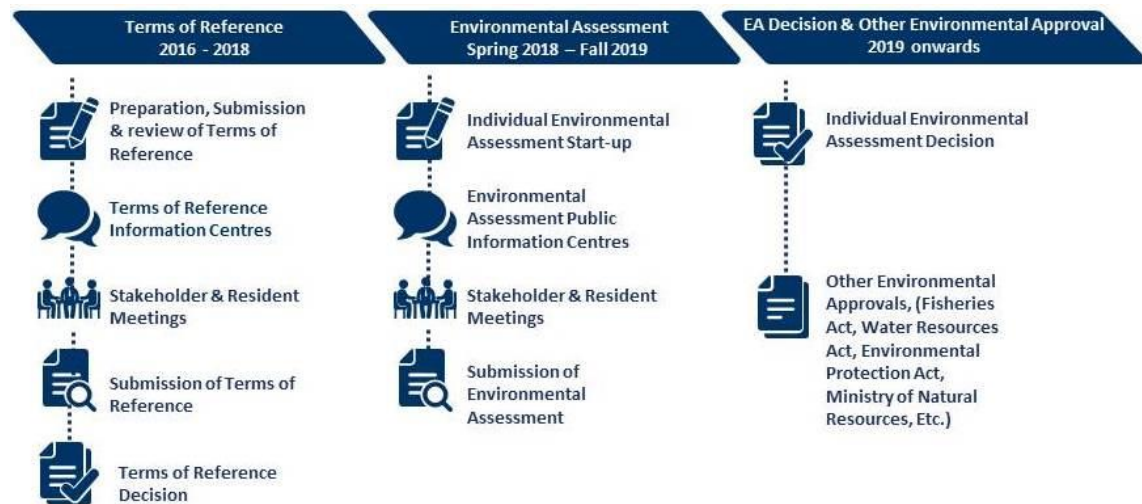 Terms of Reference
2016 - 2018
Environmental Assessment
Spring 2018 – Fall 2019
EA Decision & Other Environmental Approval
2019 onwards
Preparation, Submission
& review of Terms of
Reference
Terms of Reference
Information Centres
Stakeholder & Resident
Meetings
Submission of Terms of
Reference
Terms of Reference
Decision
Individual Environmental
Assessment Start-up
Environmental
Assessment Public
Information Centres
Stakeholder & Resident
Meetings
Submission of
Environmental
Assessment
Individual Environmental
Assessment Decision
Other Environmental
Approvals, (Fisheries
Act, Water Resources
Act, Environmental
Protection Act,
Ministry of Natural
Resources, Etc.)